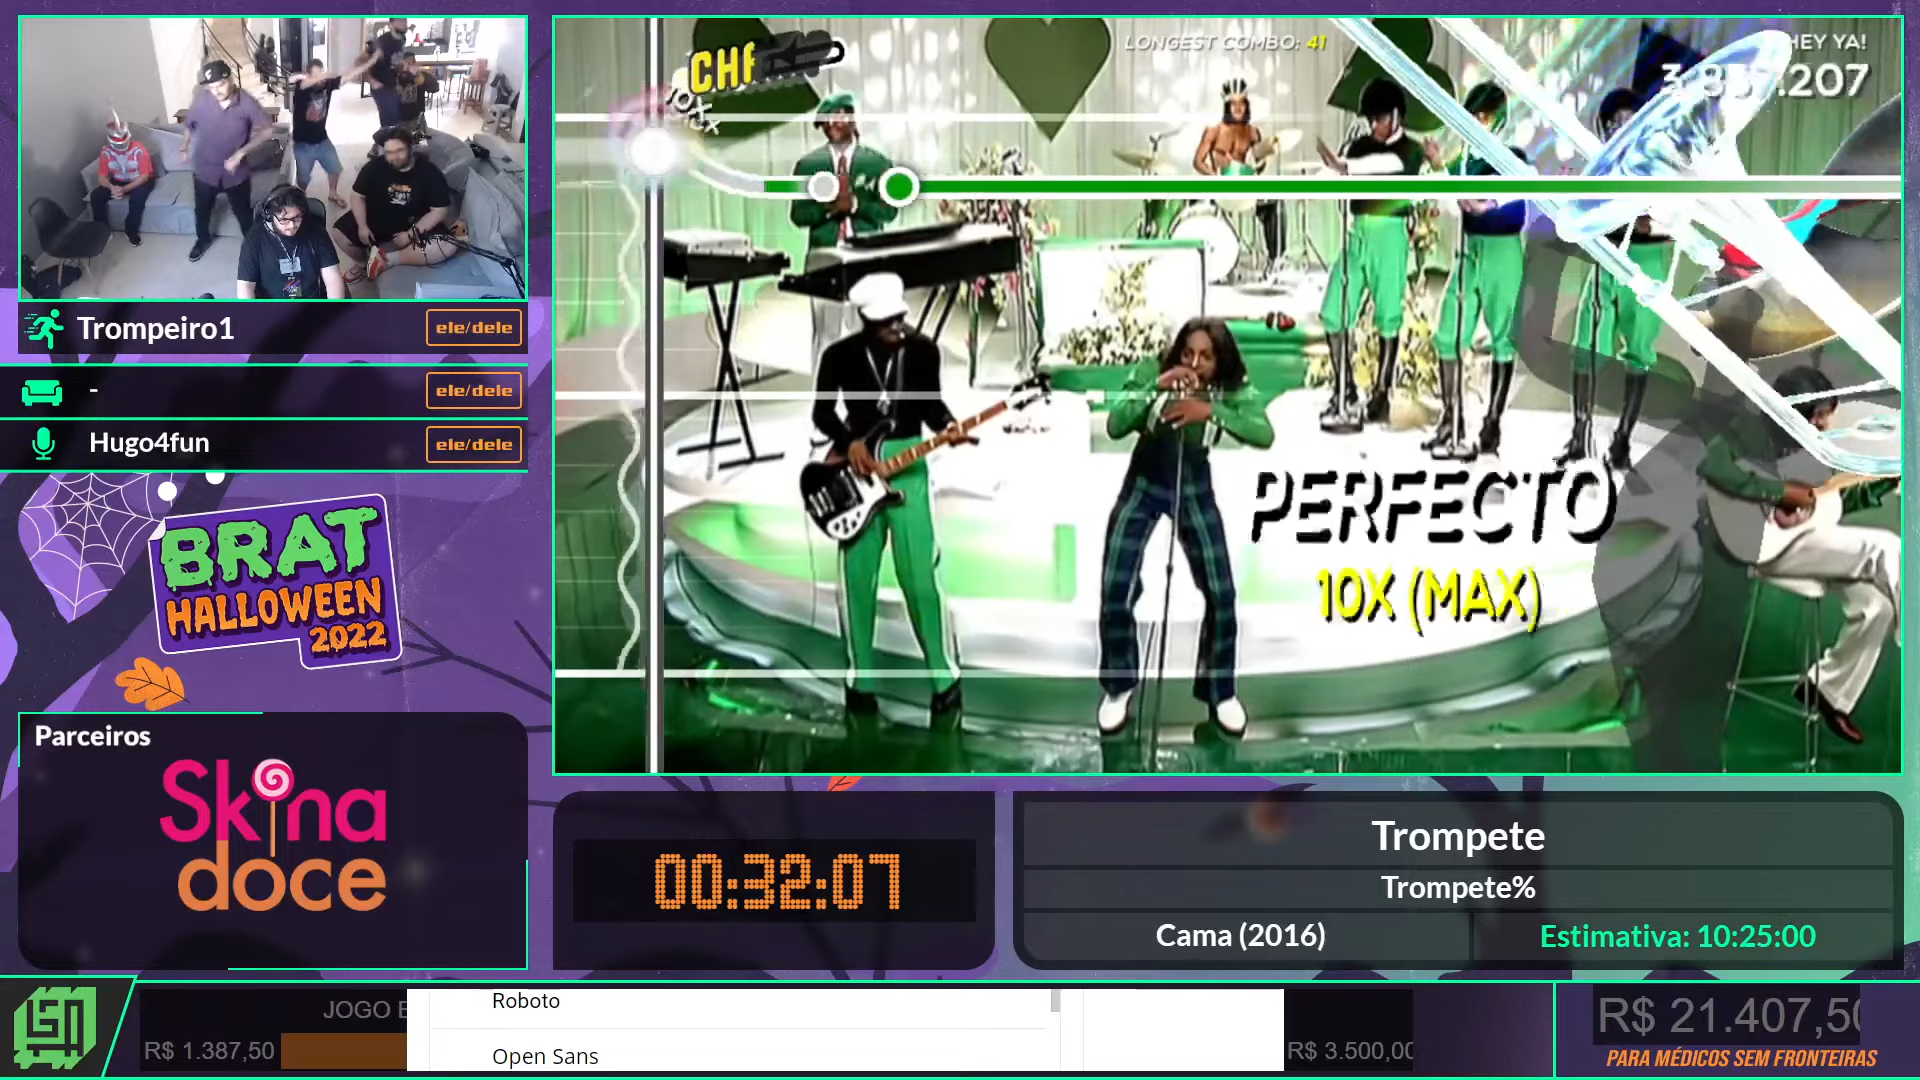 LONGEST COMBO: 41
HEY YA!
10X
PERFECTO
10X (MAX)
Trompeiro1
ele/dele
-
ele/dele
Hugo4fun
ele/dele
BRAT
HALLOWEEN
2022
Parceiros
Skina
doce
00:32:07
Trompete
Trompete%
Cama (2016)
Estimativa: 10:25:00
JOGO
R$ 1.387,50
Roboto
Open Sans
R$ 3.500,00
R$ 21.407,50
PARA MÉDICOS SEM FRONTEIRAS